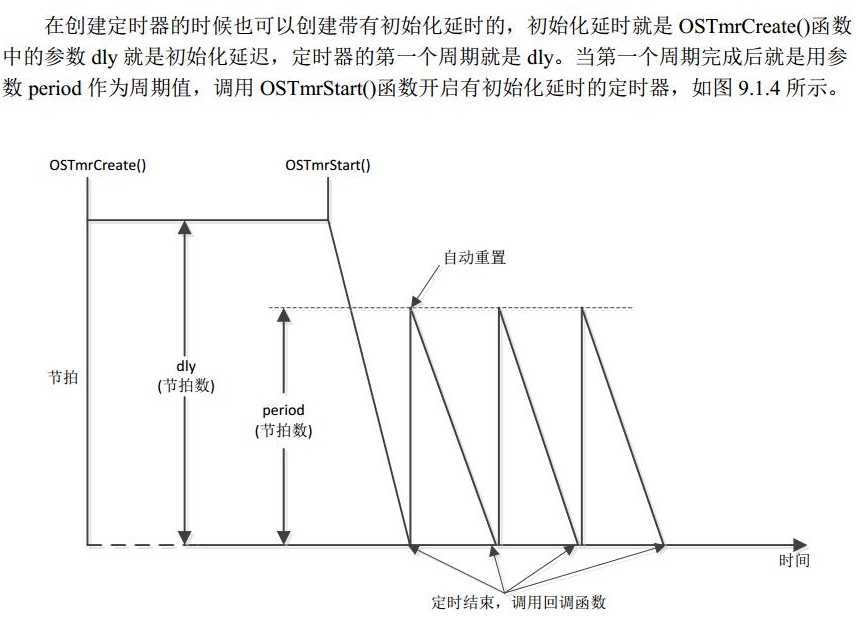 在创建定时器的时候也可以创建带有初始化延时的，初始化延时就是 OSTmrCreate()函数
中的参数 dly 就是初始化延迟，定时器的第一个周期就是 dly。当第一个周期完成后就是用参
数 period 作为周期值，调用 OSTmrStart()函数开启有初始化延时的定时器，如图 9.1.4 所示。
OSTmrCreate()
OSTmrStart()
自动重置
节拍
dly
(节拍数)
period
(节拍数)
时间
定时结束，调用回调函数